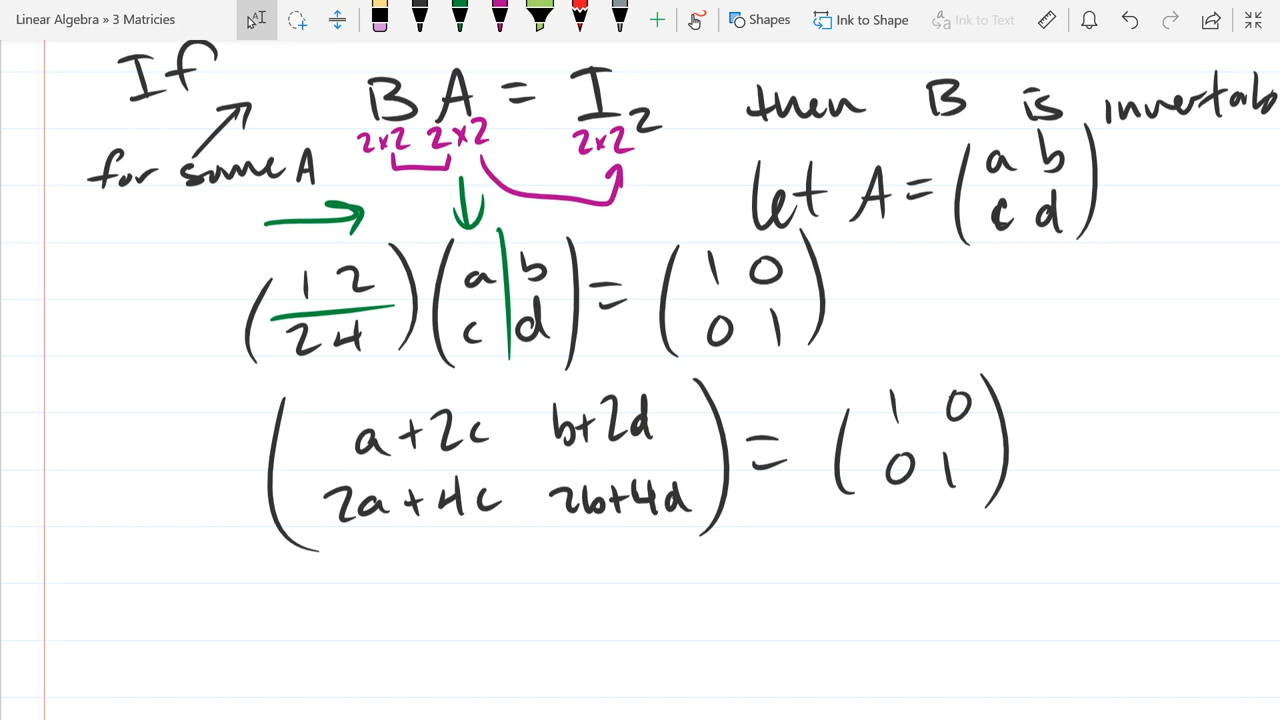 Linear Algebra » 3 Matricies
Shapes Ink to Shape Ink to Text
If BA = I₂ then B is invertab
2x2 2x2 2x2
for some A
let A = (a b
c d)
(1 2 (a b = (1 0
2 4) c d) 0 1)
(a+2c b+2d = (1 0
2a+4c 2b+4d) 0 1)